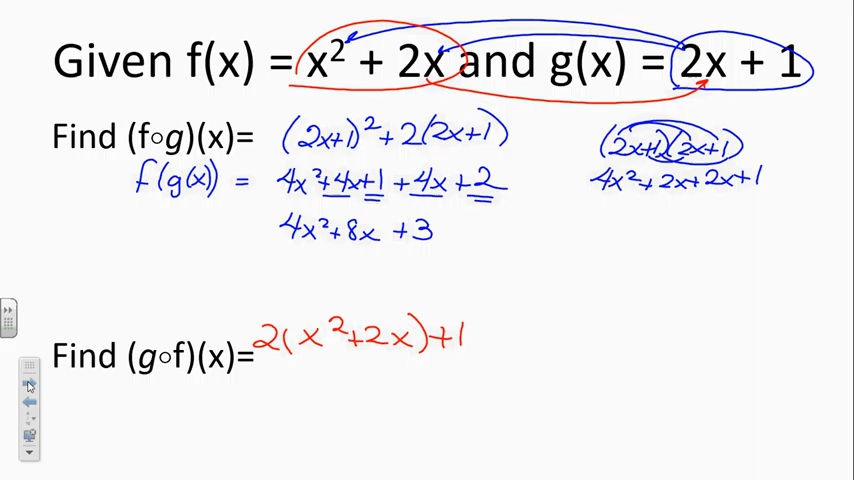 Given f(x) = x² + 2x and g(x) = 2x + 1
Find (f∘g)(x)= (2x+1)² + 2(2x+1)
(2x+1)(2x+1)
f(g(x)) = 4x²+4x+1 +4x +2
4x²+2x+2x+1
4x²+8x +3
Find (g∘f)(x)= 2(x²+2x)+1